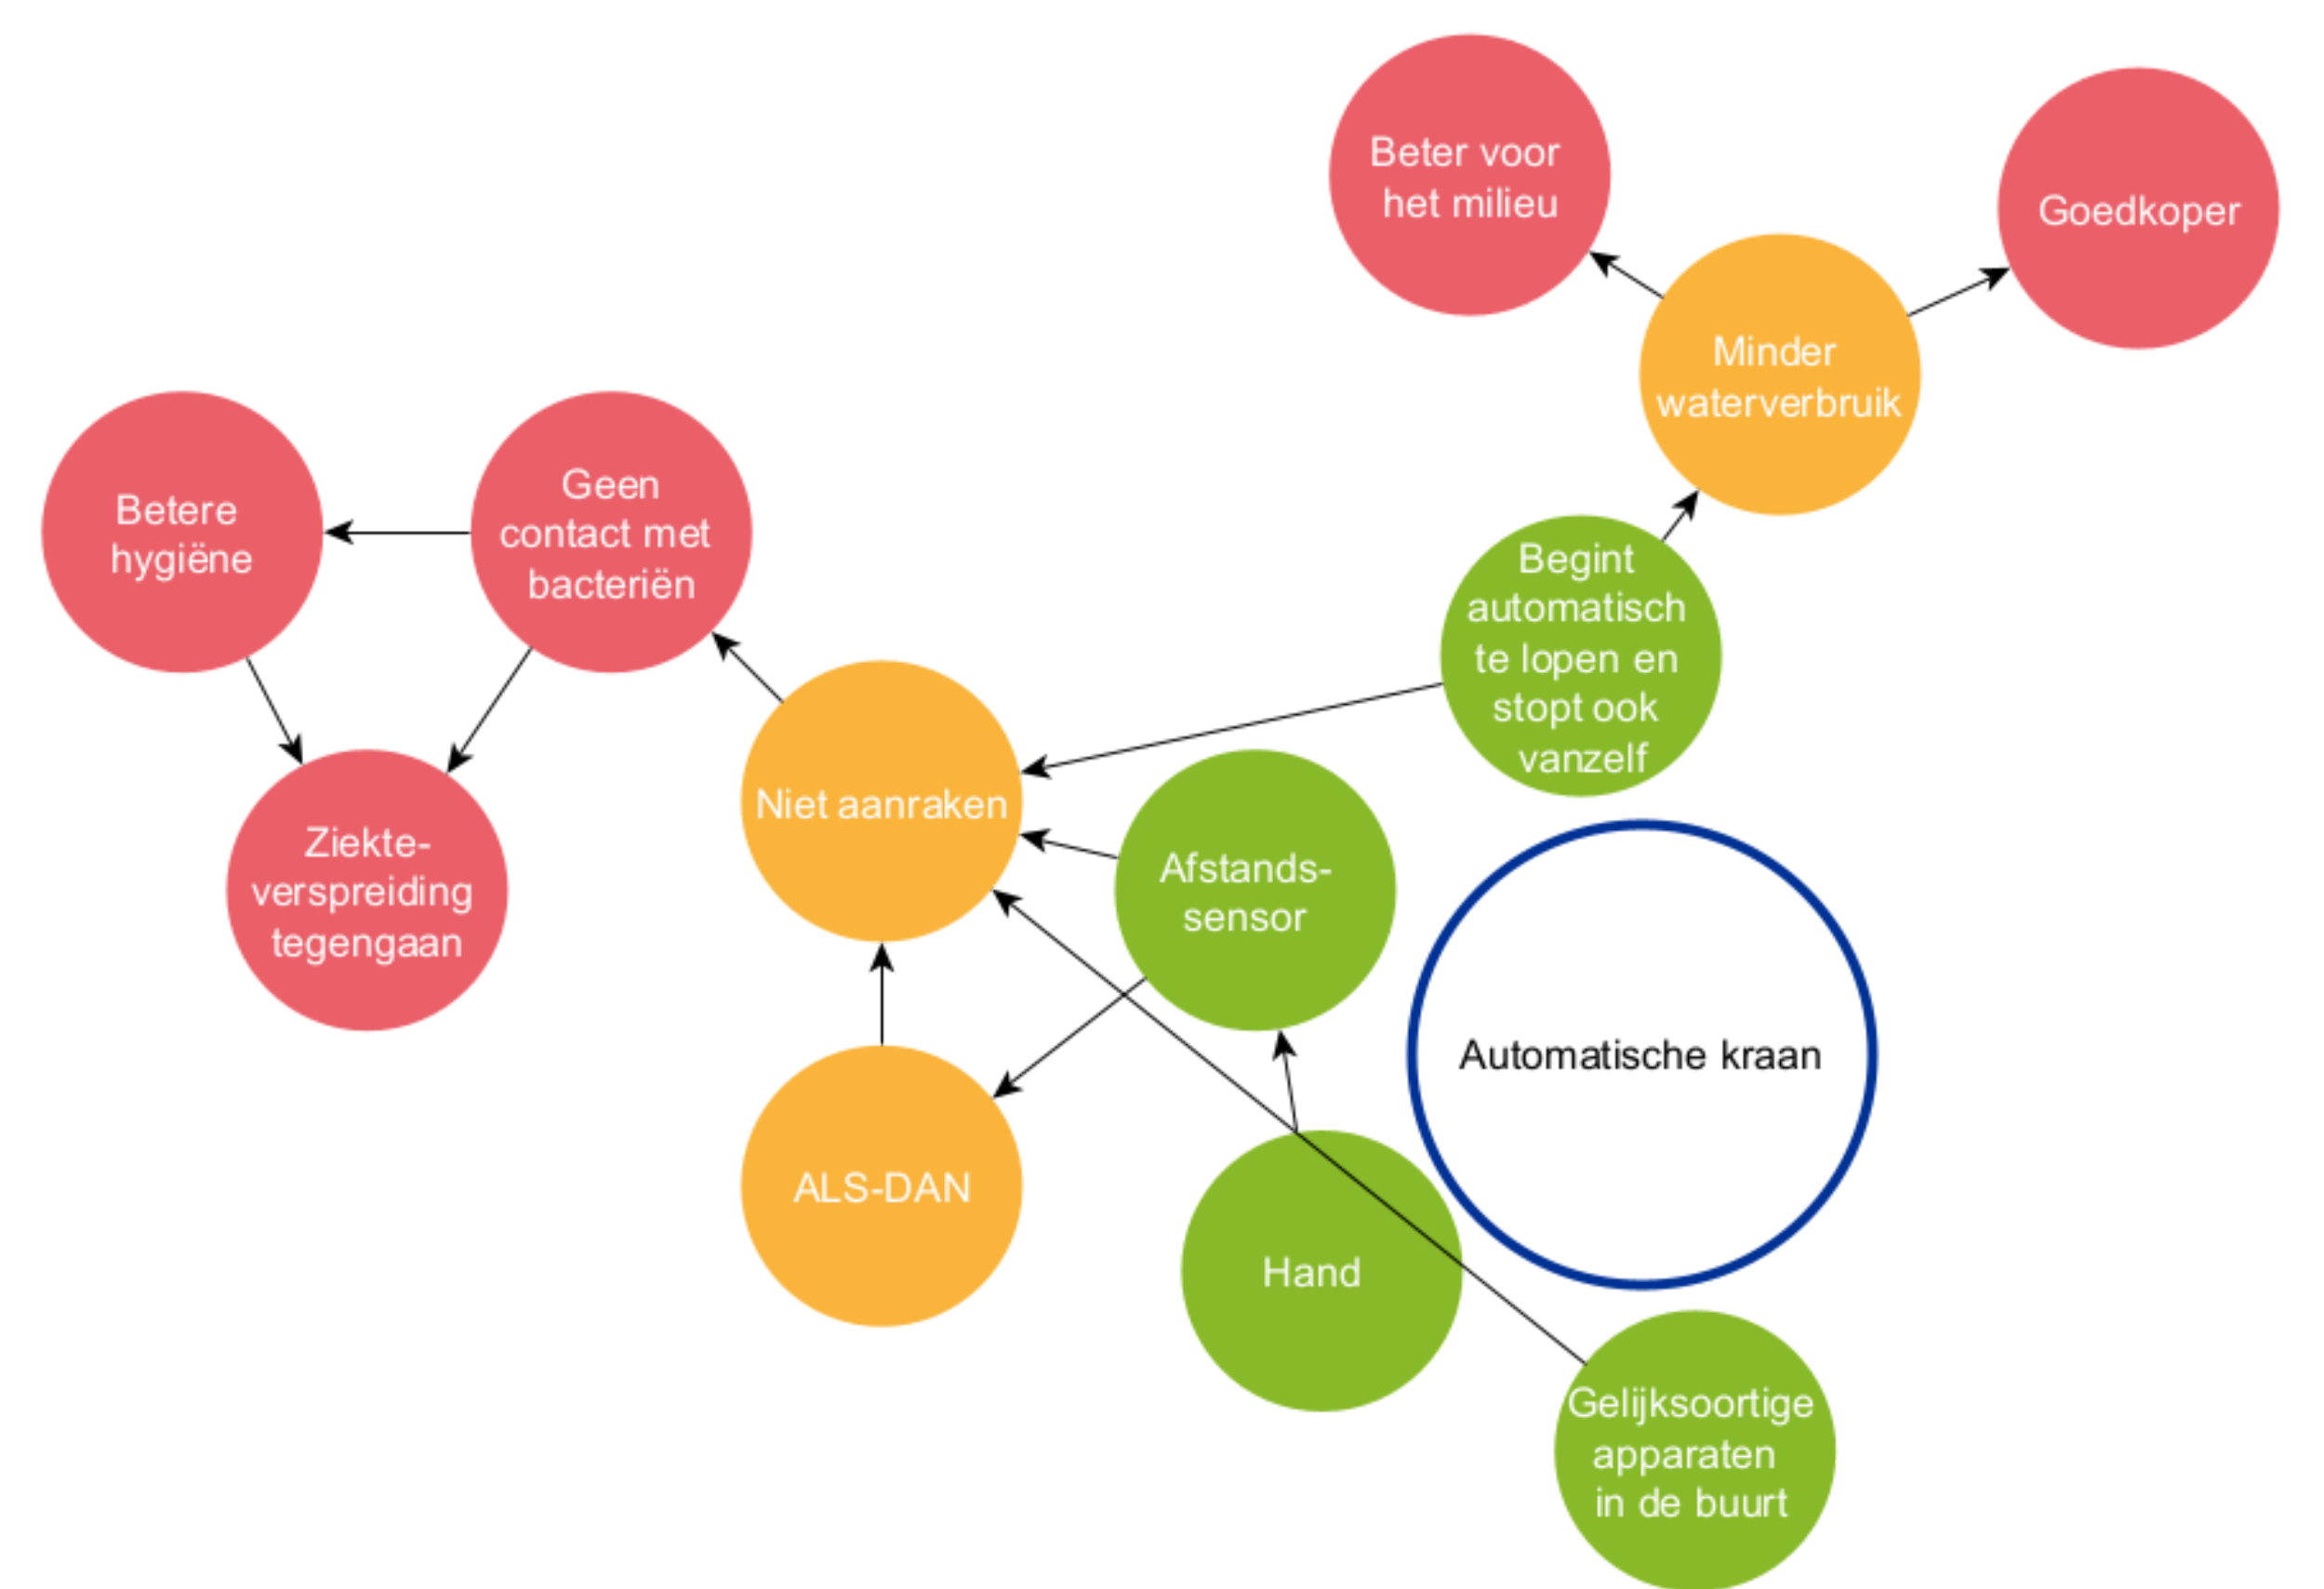 Beter voor
het milieu
Goedkoper
Minder
waterverbruik
Betere
hygiëne
Geen
contact met
bacteriën
Begint
automatisch
te lopen en
stopt ook
vanzelf
Niet aanraken
Ziekte-
verspreiding
tegengaan
Afstands-
sensor
Automatische kraan
ALS-DAN
Hand
Gelijksoortige
apparaten
in de buurt